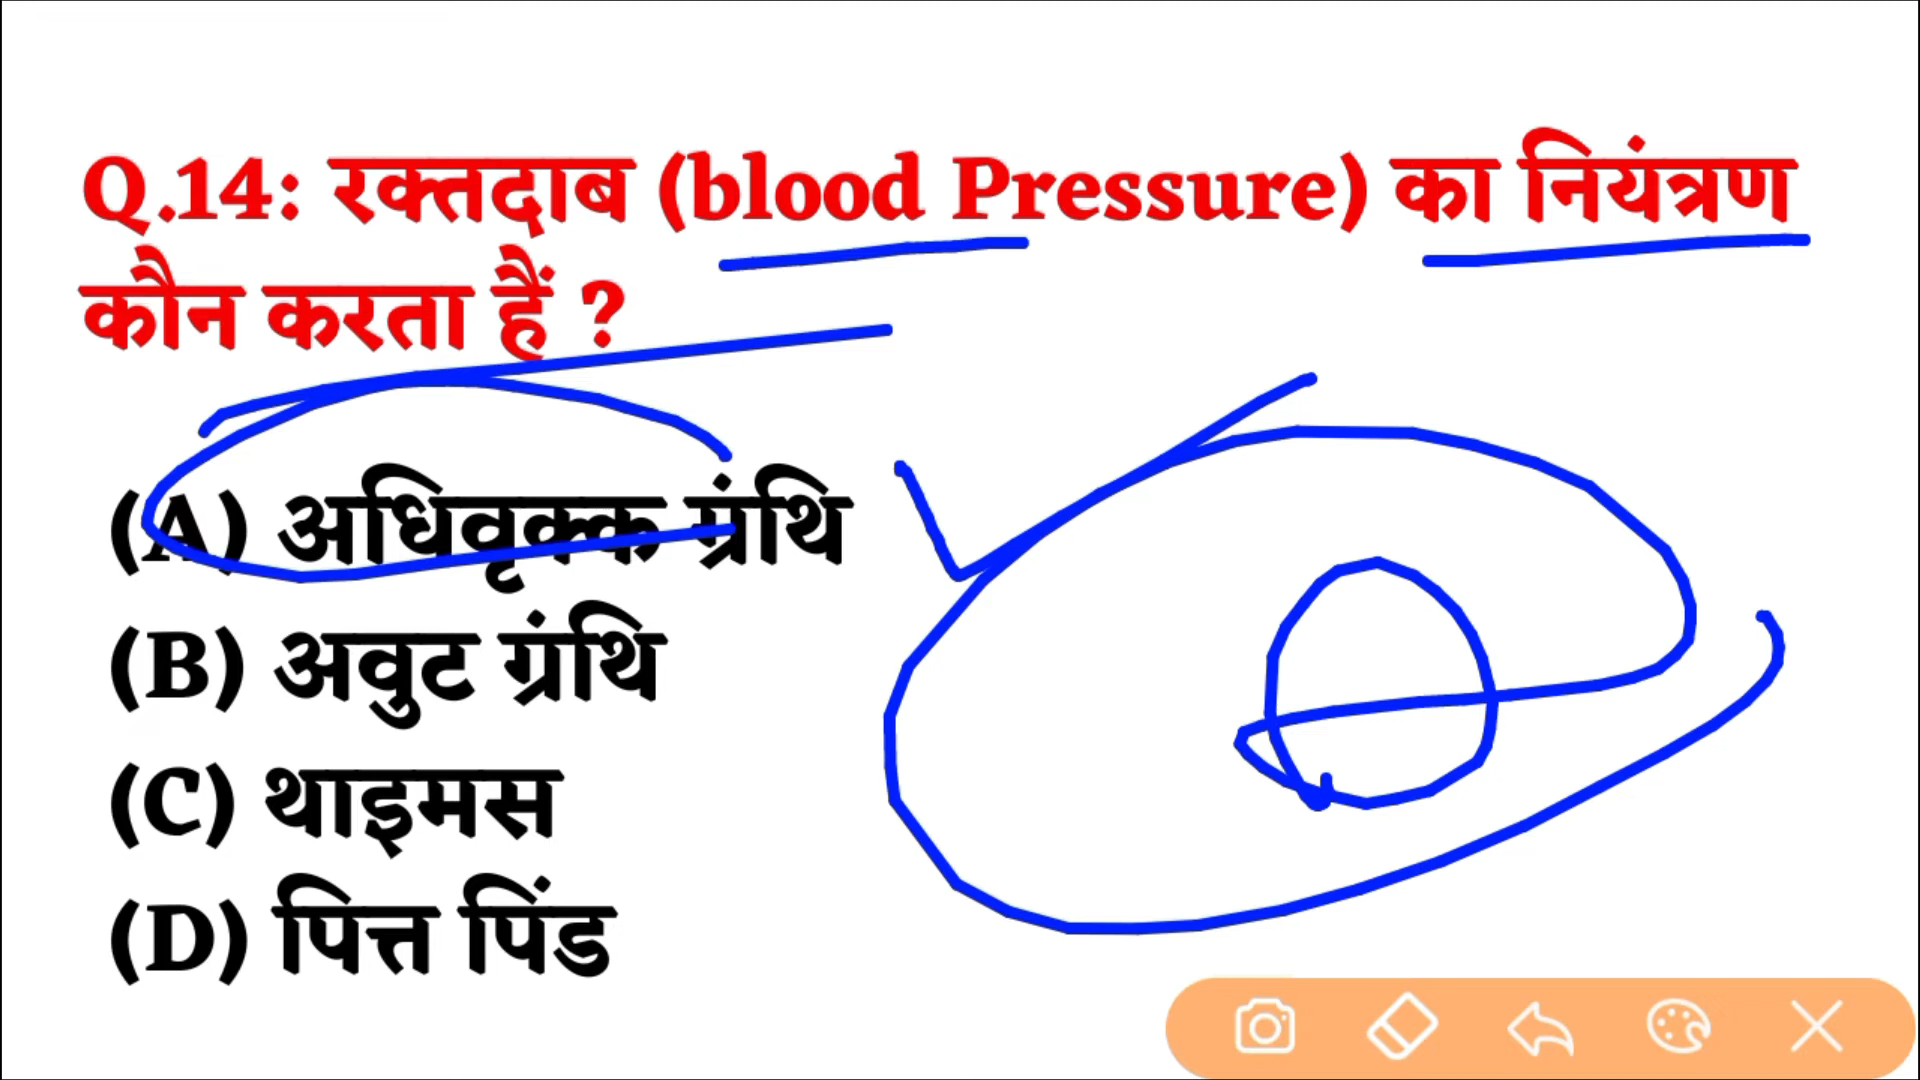 Q.14: रक्तदाब (blood Pressure) का नियंत्रण
कौन करता हैं ?
(A) अधिवृक्क ग्रंथि
(B) अवुट ग्रंथि
(C) थाइमस
(D) पित्त पिंड